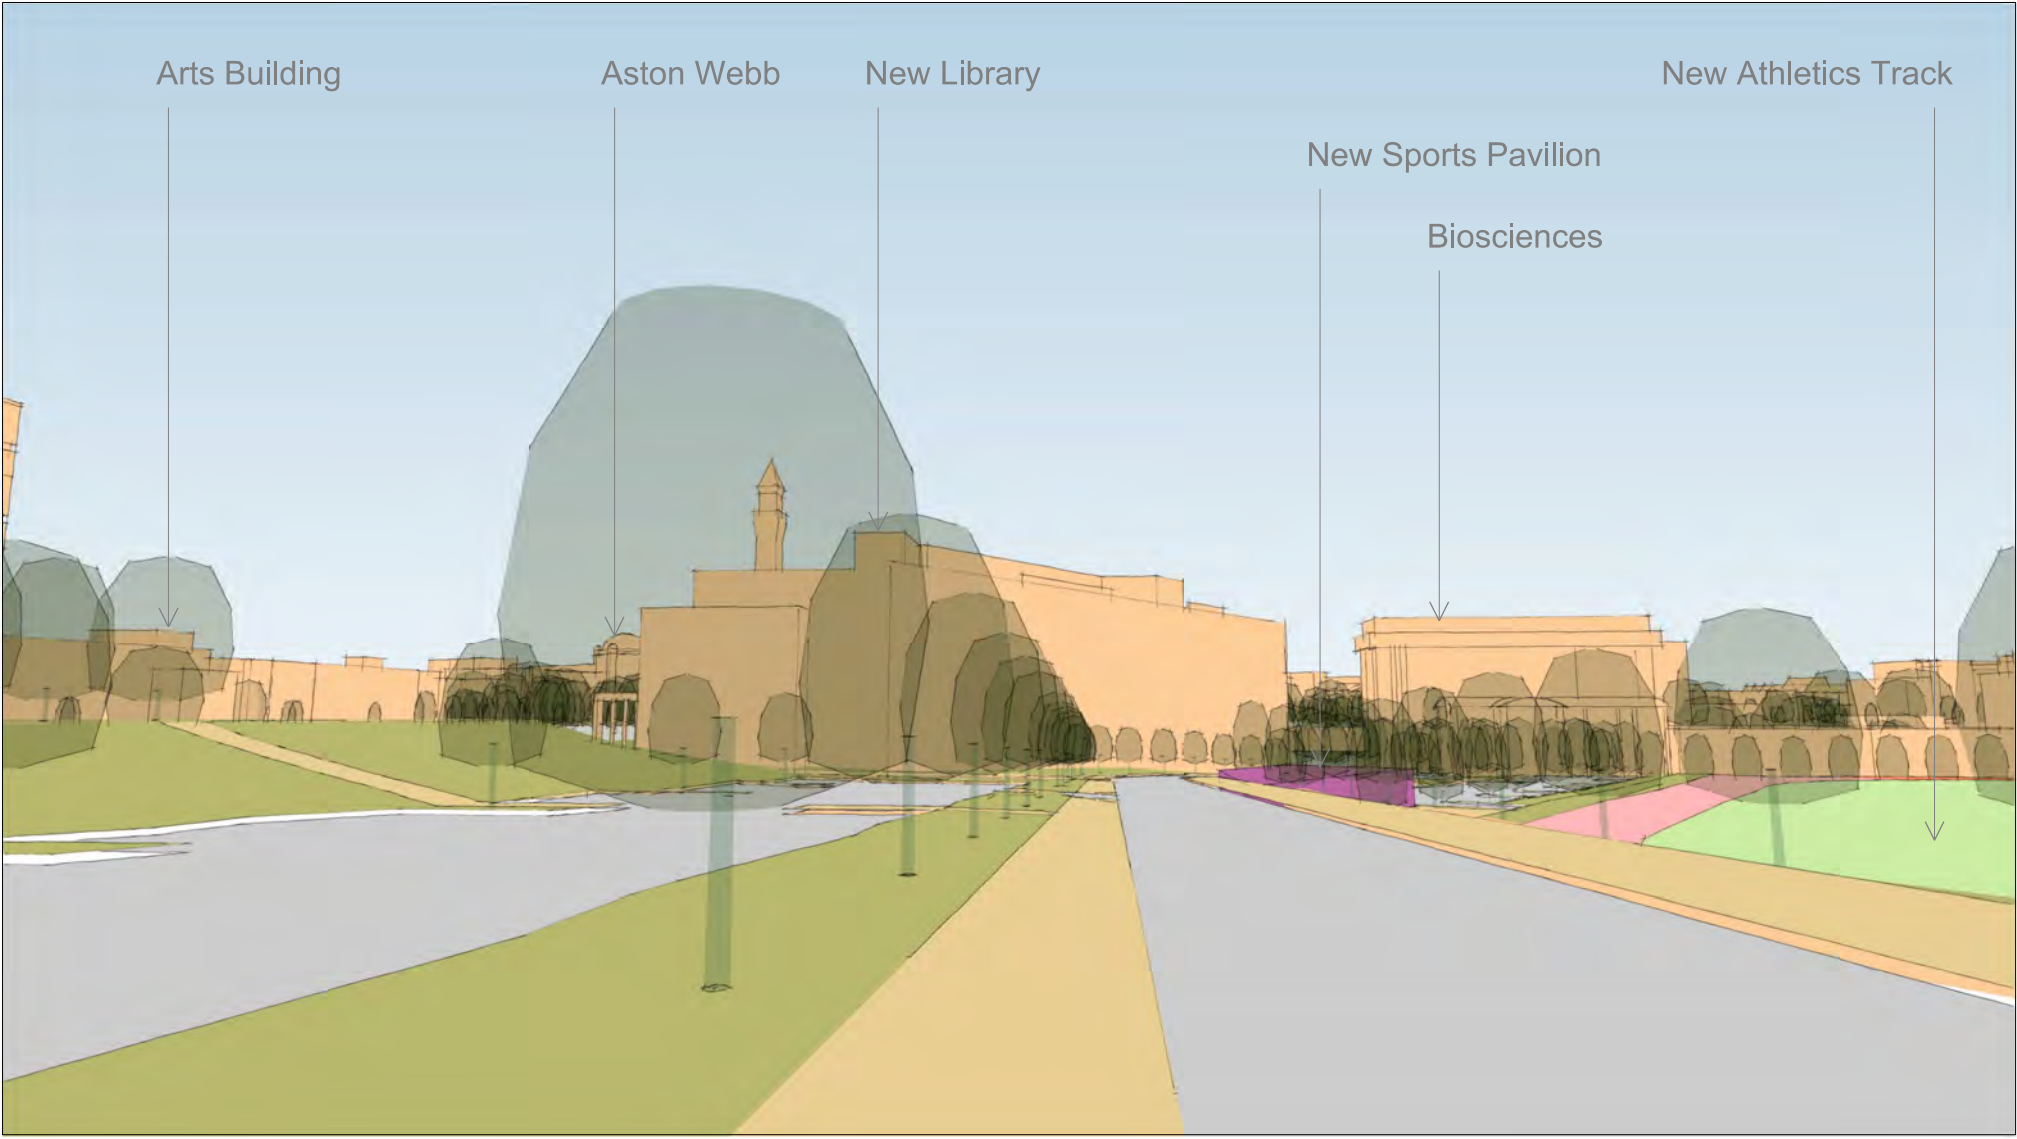 Arts Building
Aston Webb
New Library
New Athletics Track
New Sports Pavilion
Biosciences